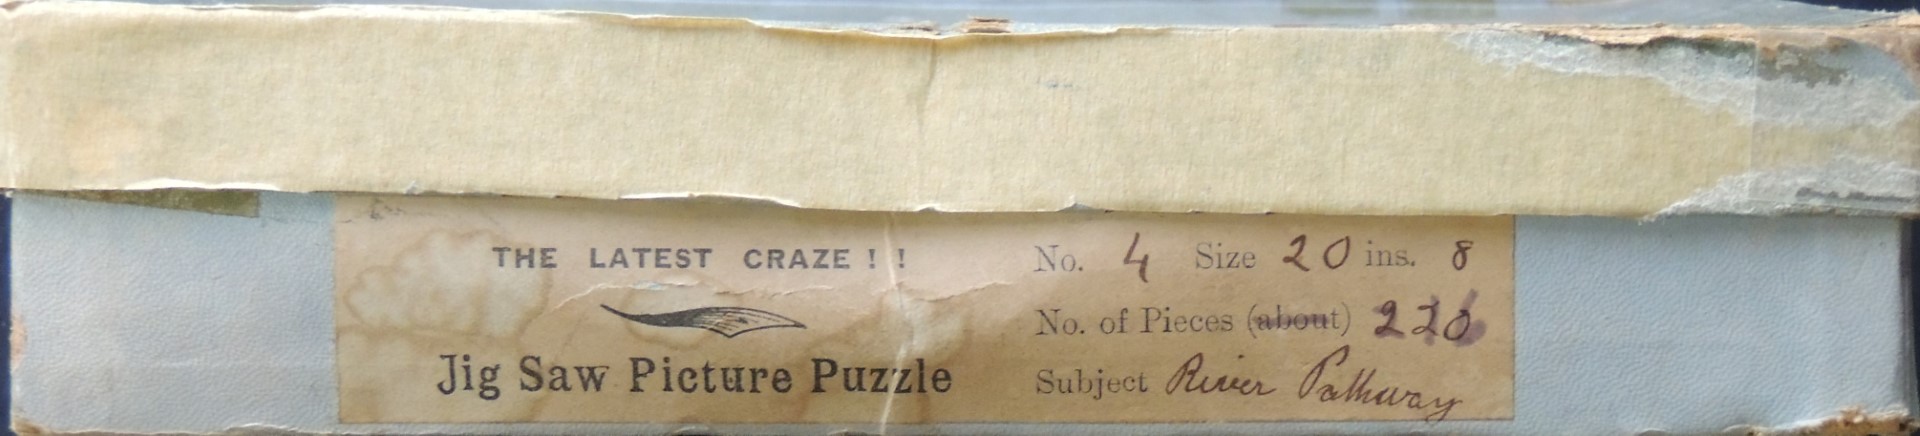 THE LATEST CRAZE ! !
Jig Saw Picture Puzzle
No. 4 Size 20 ins. 8
No. of Pieces (about)
Subject River Pathway